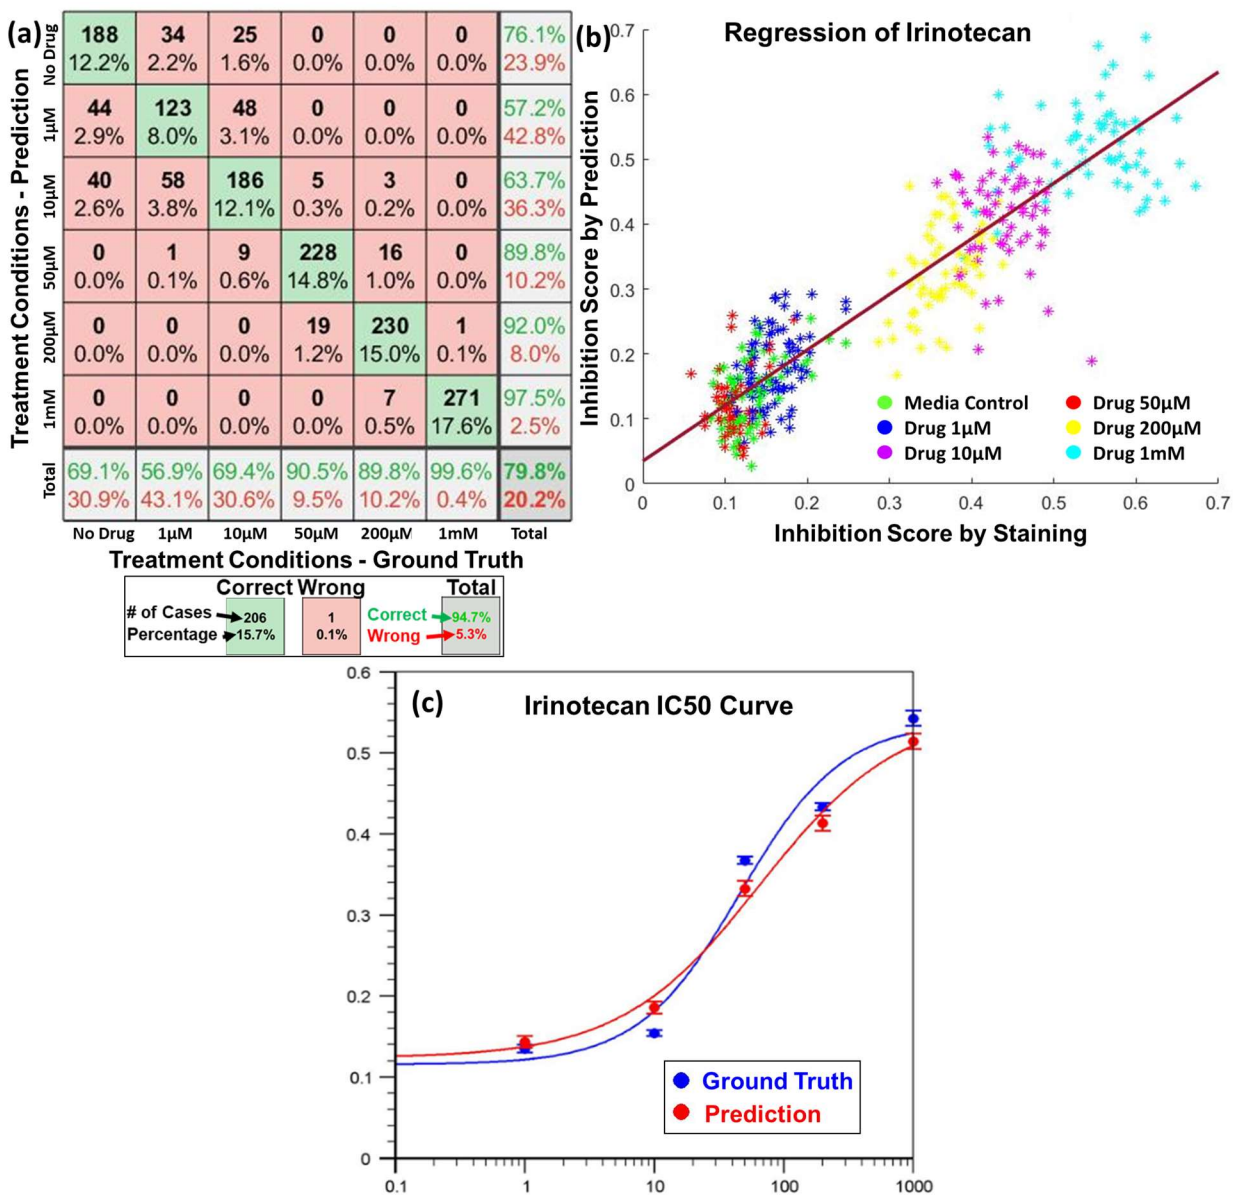 (a)
No Drug
188 34 25 0 0 0 76.1%
12.2% 2.2% 1.6% 0.0% 0.0% 0.0% 23.9%
1μM
44 123 48 0 0 0 57.2%
2.9% 8.0% 3.1% 0.0% 0.0% 0.0% 42.8%
10μM
40 58 186 5 3 0 63.7%
2.6% 3.8% 12.1% 0.3% 0.2% 0.0% 36.3%
50μM
0 1 9 228 16 0 89.8%
0.0% 0.1% 0.6% 14.8% 1.0% 0.0% 10.2%
200μM
0 0 0 19 230 1 92.0%
0.0% 0.0% 0.0% 1.2% 15.0% 0.1% 8.0%
1mM
0 0 0 0 7 271 97.5%
0.0% 0.0% 0.0% 0.0% 0.5% 17.6% 2.5%
Total
69.1% 56.9% 69.4% 90.5% 89.8% 99.6% 79.8%
30.9% 43.1% 30.6% 9.5% 10.2% 0.4% 20.2%
No Drug 1μM 10μM 50μM 200μM 1mM Total
Treatment Conditions - Prediction
Treatment Conditions - Ground Truth
Correct Wrong Total
# of Cases 206 1 Correct 94.7%
Percentage 15.7% 0.1% Wrong 5.3%
(b)
Regression of Irinotecan
Inhibition Score by Prediction
0.7
0.6
0.5
0.4
0.3
0.2
0.1
0
Media Control Drug 50μM
Drug 1μM Drug 200μM
Drug 10μM Drug 1mM
0 0.1 0.2 0.3 0.4 0.5 0.6 0.7
Inhibition Score by Staining
(c)
Irinotecan IC50 Curve
0.6
0.5
0.4
0.3
0.2
0.1
0
Ground Truth
Prediction
0.1 1 10 100 1000